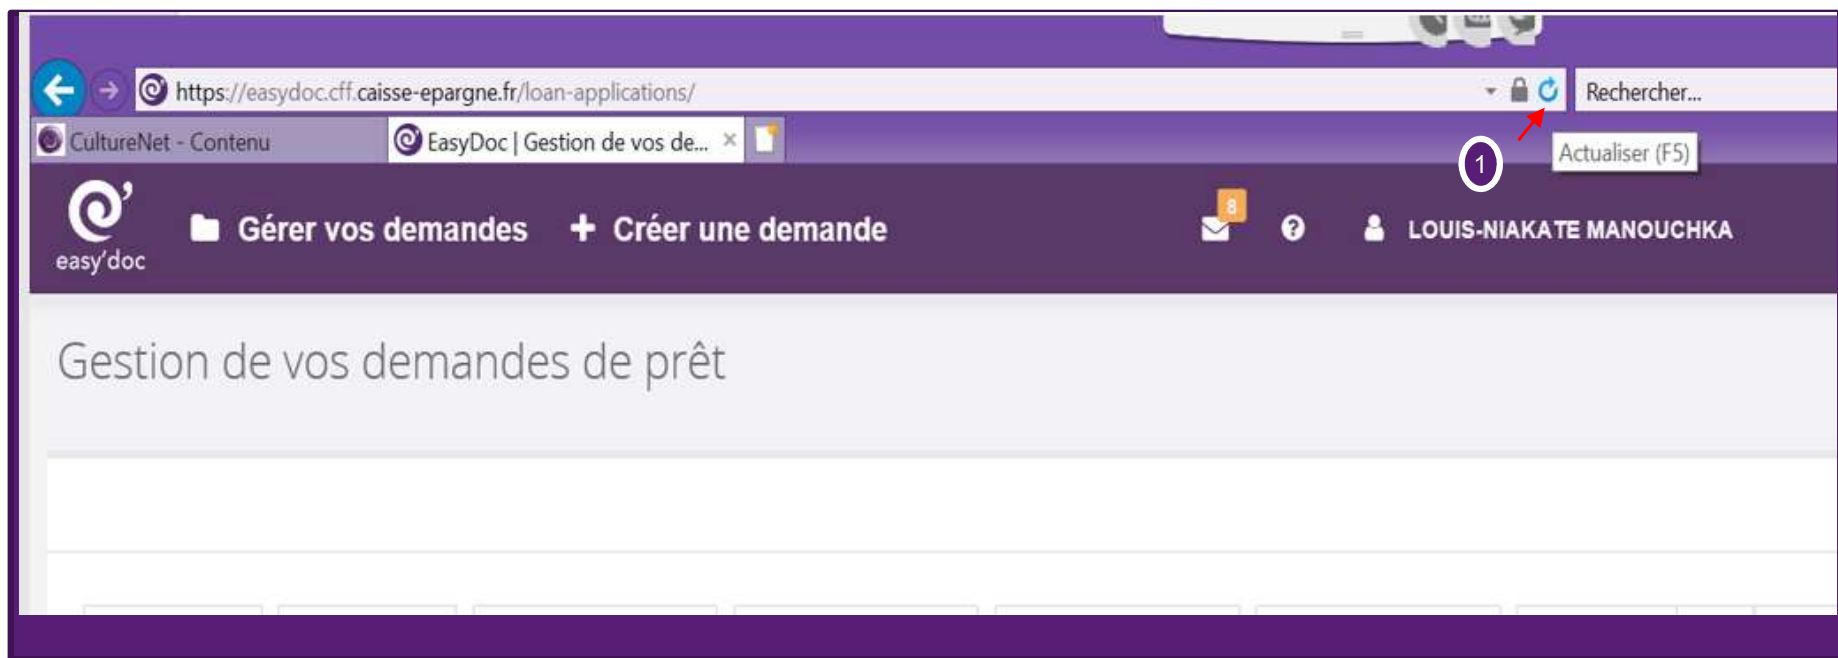 https://easydoc.cff.caisse-epargne.fr/loan-applications/
Rechercher...
CultureNet - Contenu
EasyDoc | Gestion de vos de...
1
Actualiser (F5)
easy'doc
Gérer vos demandes
+ Créer une demande
8
?
LOUIS-NIAKATE MANOUCHKA
Gestion de vos demandes de prêt